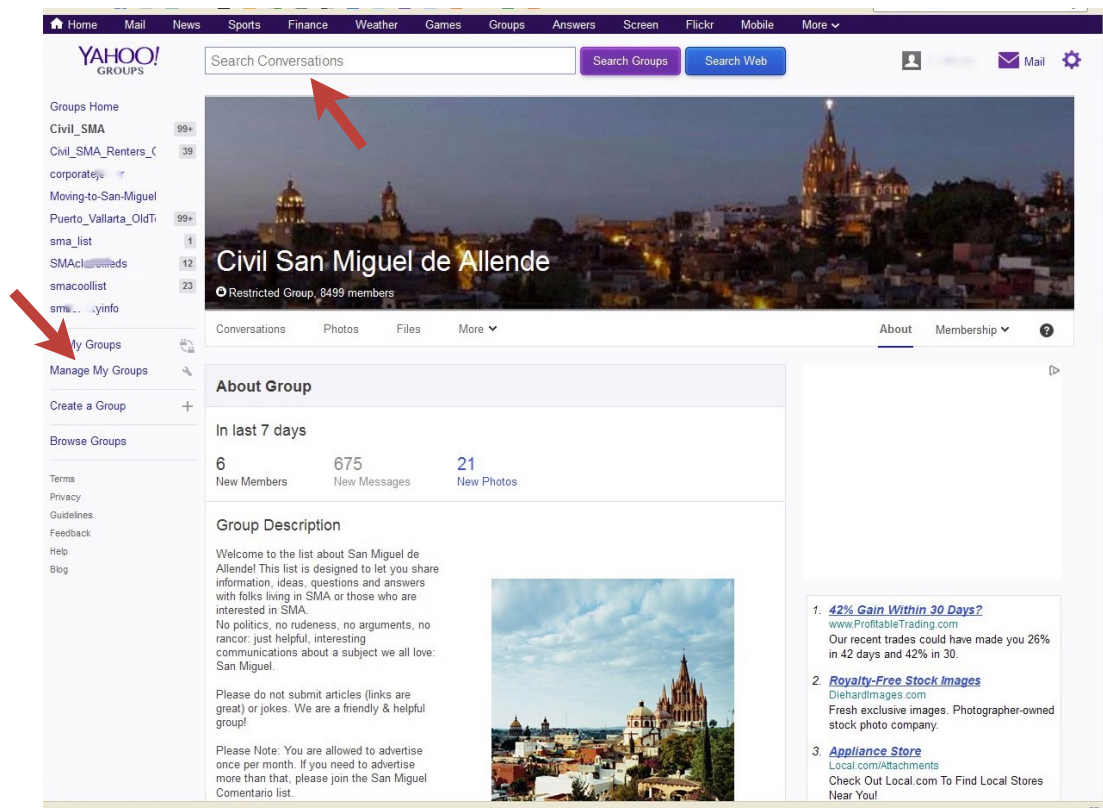 Home Mail News Sports Finance Weather Games Groups Answers Screen Flickr Mobile More
YAHOO!
GROUPS
Search Conversations
Search Groups
Search Web
Mail
Groups Home
Civil_SMA 99+
Civil_SMA_Renters_( 39
Moving-to-San-Miguel
Puerto_Vallarta_OldT 99+
sma_list 1
12
smacoollist 23
My Groups
Manage My Groups
Create a Group +
Browse Groups
Terms
Privacy
Guidelines
Feedback
Help
Blog
Civil San Miguel de Allende
Restricted Group, 8499 members
Conversations Photos Files More
About Membership ?
About Group
In last 7 days
6 675 21
New Members New Messages New Photos
Group Description
Welcome to the list about San Miguel de
Allende! This list is designed to let you share
information, ideas, questions and answers
with folks living in SMA or those who are
interested in SMA.
No politics, no rudeness, no arguments, no
rancor: just helpful, interesting
communications about a subject we all love:
San Miguel.
Please do not submit articles (links are
great) or jokes. We are a friendly & helpful
group!
Please Note: You are allowed to advertise
once per month. If you need to advertise
more than that, please join the San Miguel
Comentario list.
1. 42% Gain Within 30 Days?
www.ProfitableTrading.com
Our recent trades could have made you 26%
in 42 days and 42% in 30.
2. Royalty-Free Stock Images
DiehardImages.com
Fresh exclusive images. Photographer-owned
stock photo company.
3. Appliance Store
Local.com/Attachments
Check Out Local.com To Find Local Stores
Near You!